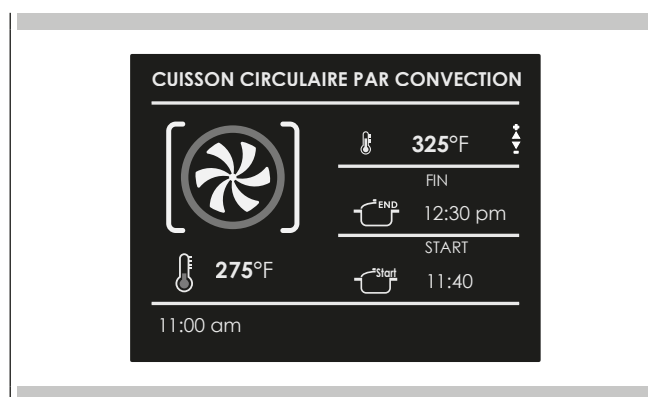 CUISSON CIRCULAIRE PAR CONVECTION
325°F
FIN
END
12:30 pm
START
Start
11:40
275°F
11:00 am